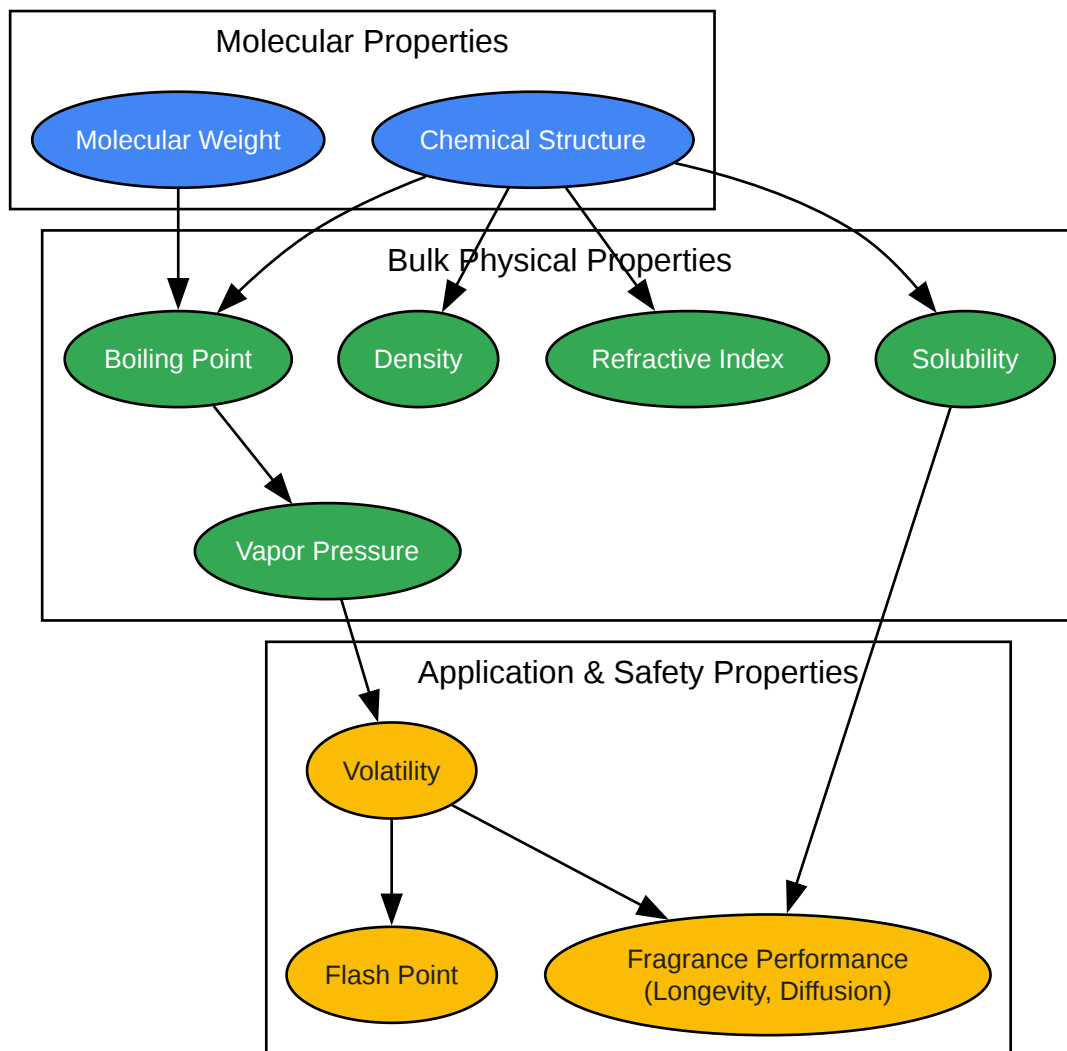 Molecular Properties
Molecular Weight
Chemical Structure
Bulk Physical Properties
Boiling Point
Density
Refractive Index
Solubility
Vapor Pressure
Application & Safety Properties
Volatility
Flash Point
Fragrance Performance
(Longevity, Diffusion)